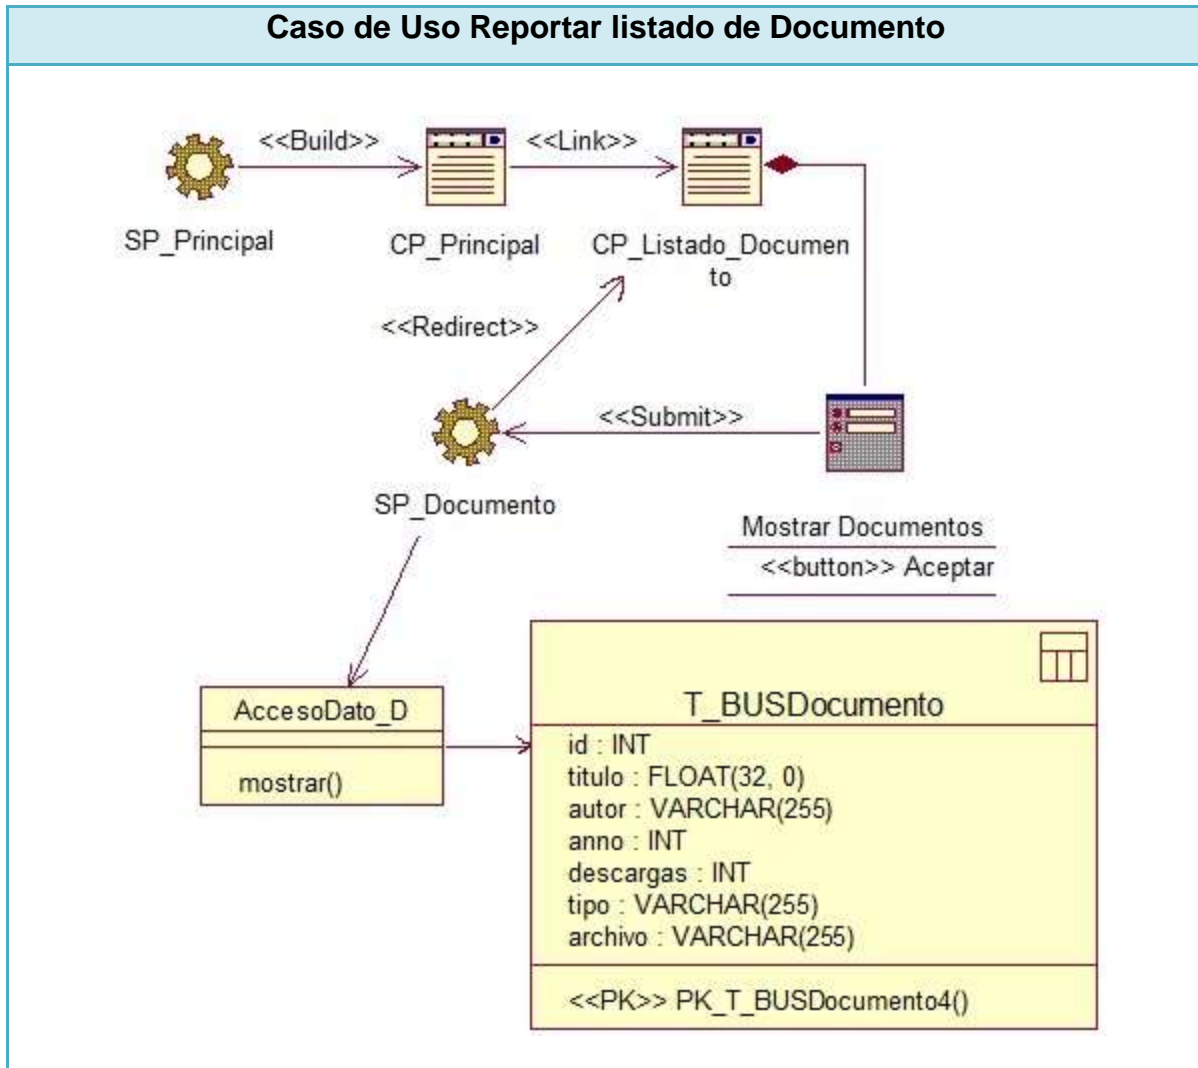 Caso de Uso Reportar listado de Documento
<<Build>>
<<Link>>
SP_Principal
CP_Principal
CP_Listado_Documen
to
<<Redirect>>
<<Submit>>
SP_Documento
Mostrar Documentos
<<button>> Aceptar
AccesoDato_D
mostrar()
T_BUSDocumento
id : INT
titulo : FLOAT(32, 0)
autor : VARCHAR(255)
anno : INT
descargas : INT
tipo : VARCHAR(255)
archivo : VARCHAR(255)
<<PK>> PK_T_BUSDocumento4()